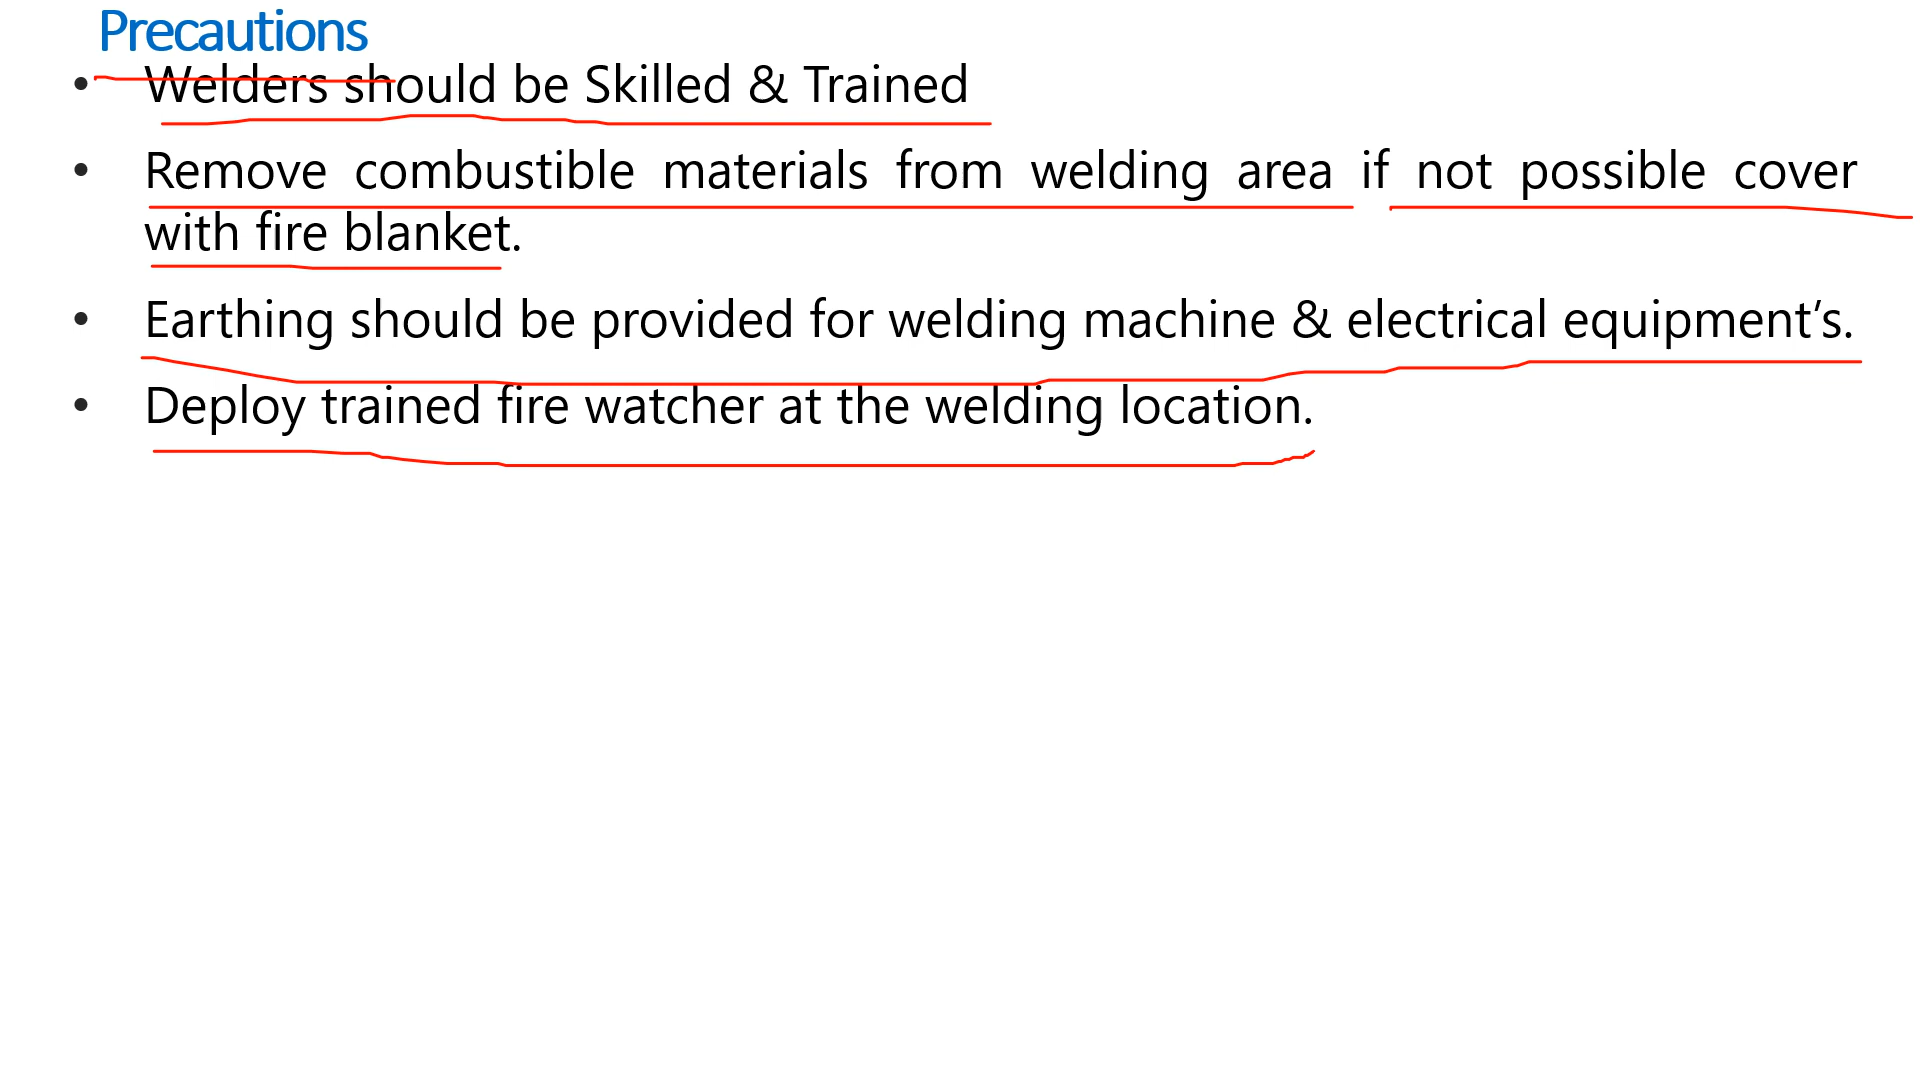 Precautions
• Welders should be Skilled & Trained
• Remove combustible materials from welding area if not possible cover
with fire blanket.
• Earthing should be provided for welding machine & electrical equipment’s.
• Deploy trained fire watcher at the welding location.